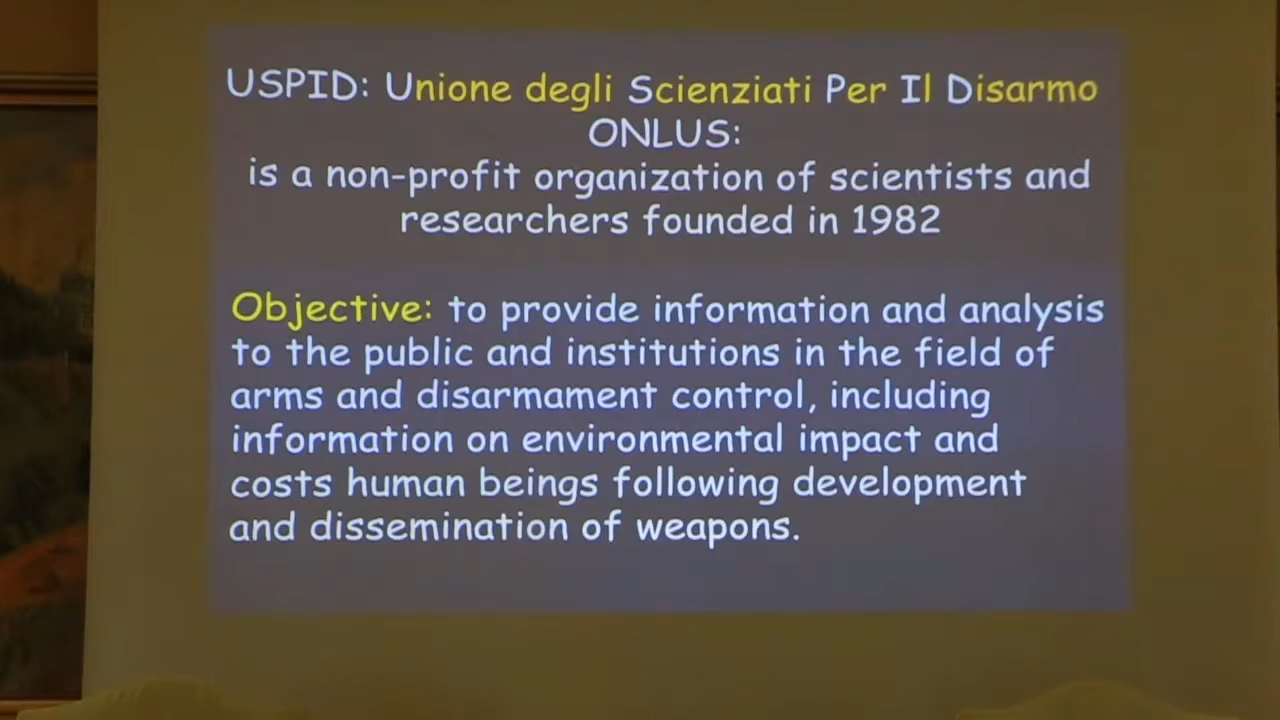 USPID: Unione degli Scienziati Per Il Disarmo
ONLUS:
is a non-profit organization of scientists and
researchers founded in 1982
Objective: to provide information and analysis
to the public and institutions in the field of
arms and disarmament control, including
information on environmental impact and
costs human beings following development
and dissemination of weapons.